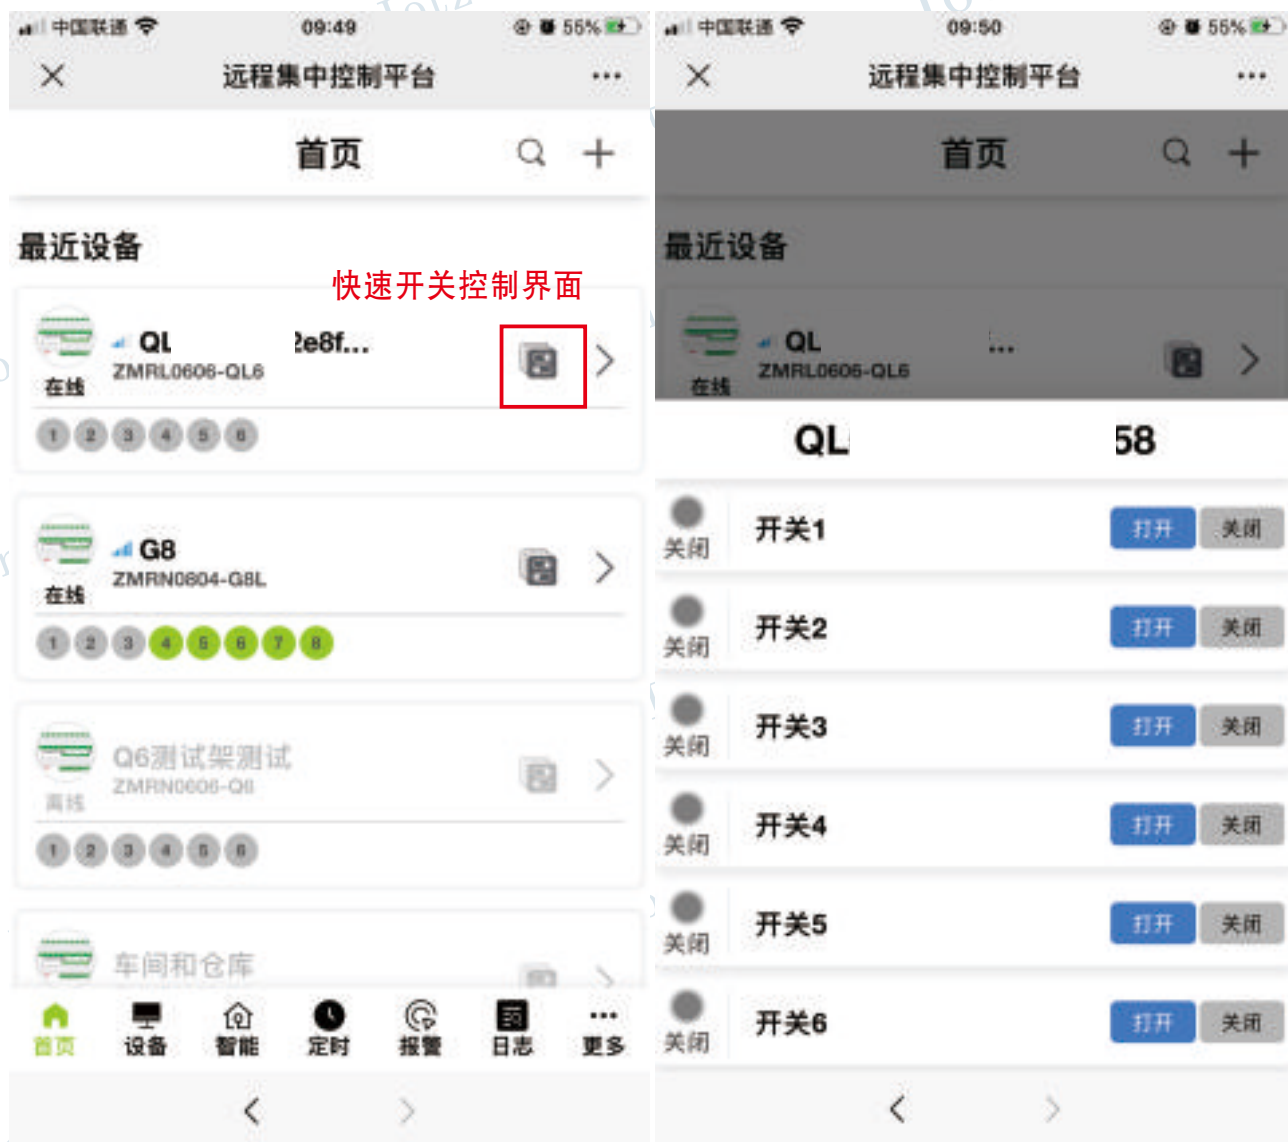 中国联通 09:49 55%
远程集中控制平台
首页
最近设备
快速开关控制界面
QL 2e8f...
ZMRL0606-QL6
在线
1 2 3 4 5 6
G8
ZMRN0804-G8L
在线
1 2 3 4 5 6 7 8
Q6测试架测试
ZMRN0606-Q6
离线
1 2 3 4 5 6
车间和仓库
首页 设备 智能 定时 报警 日志 更多
中国联通 09:50 55%
远程集中控制平台
首页
最近设备
QL ...
ZMRL0606-QL6
在线
QL 58
开关1 打开 关闭
关闭
开关2 打开 关闭
关闭
开关3 打开 关闭
关闭
开关4 打开 关闭
关闭
开关5 打开 关闭
关闭
开关6 打开 关闭
关闭